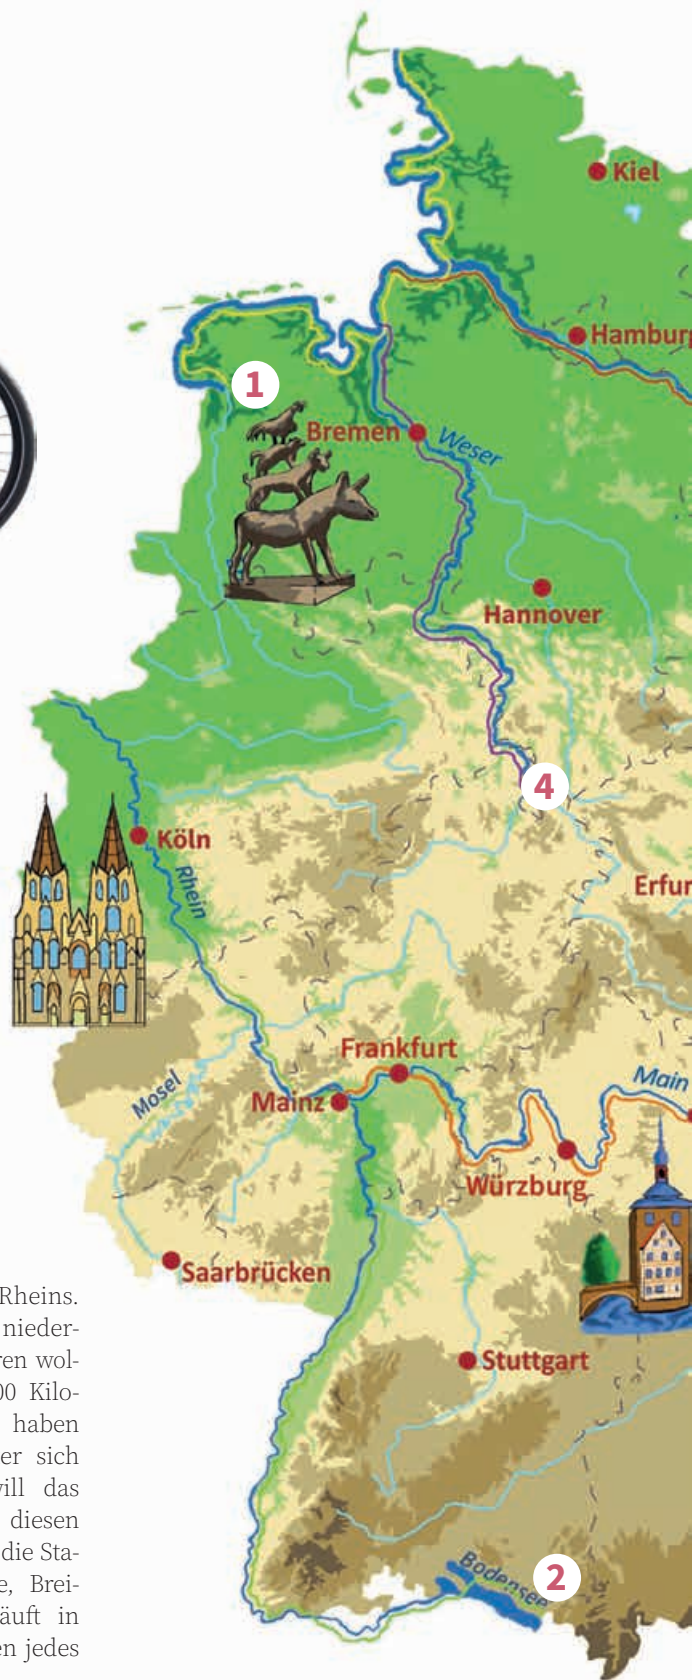 Kiel
Hamburg
1
Bremen
Weser
Hannover
4
Köln
Rhein
Erfur
Frankfurt
Mosel
Mainz
Main
Würzburg
Saarbrücken
Stuttgart
Bodensee
2
Rheins.
nieder-
ren wol-
00 Kilo-
haben
er sich
will das
diesen
die Sta-
e, Brei-
äuft in
en jedes